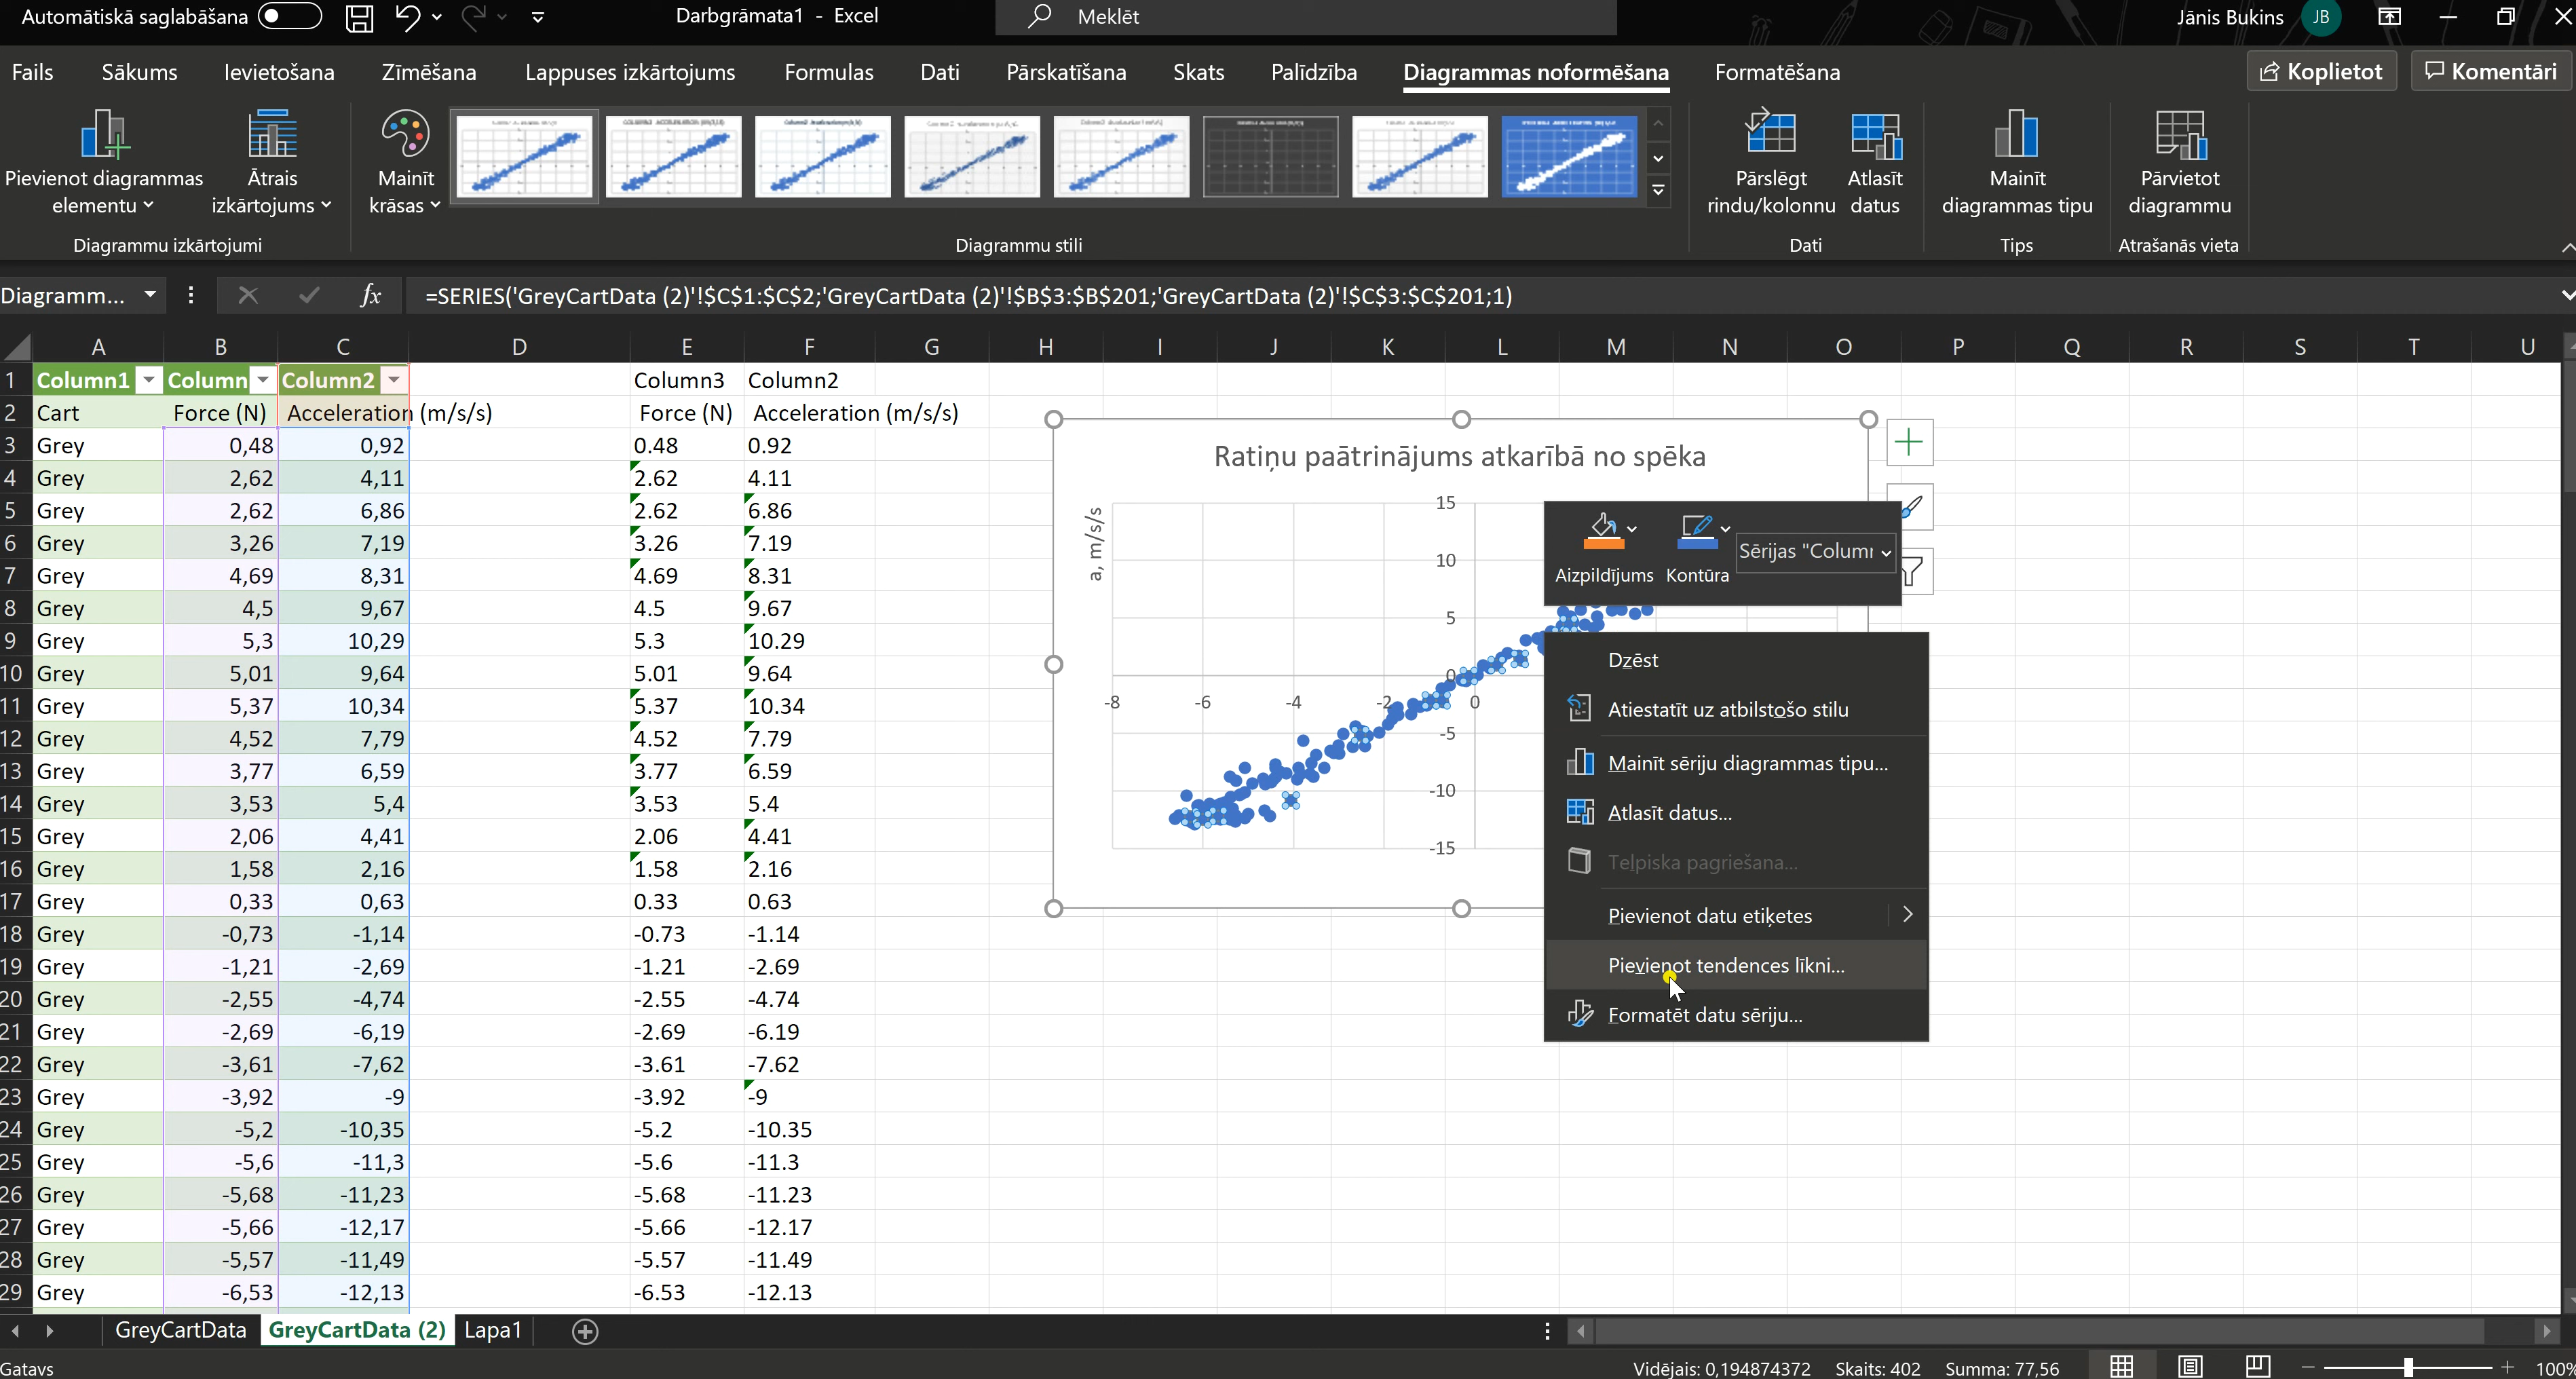 Automātiskā saglabāšana
Darbgrāmata1 - Excel
Meklēt
Jānis Bukins JB
Fails Sākums Ievietošana Zīmēšana Lappuses izkārtojums Formulas Dati Pārskatīšana Skats Palīdzība Diagrammas noformēšana Formatēšana Koplietot Komentāri
Pievienot diagrammas elementu
Ātrais izkārtojums
Mainīt krāsas
Pārslēgt rindu/kolonnu
Atlasīt datus
Mainīt diagrammas tipu
Pārvietot diagrammu
Diagrammu izkārtojumi Diagrammu stili Dati Tips Atrašanās vieta
Diagramm... fx =SERIES('GreyCartData (2)'!$C$1:$C$2;'GreyCartData (2)'!$B$3:$B$201;'GreyCartData (2)'!$C$3:$C$201;1)
A B C D E F G H I J K L M N O P Q R S T U
1 Column1 Column Column2 Column3 Column2
2 Cart Force (N) Acceleration (m/s/s) Force (N) Acceleration (m/s/s)
3 Grey 0,48 0,92 0.48 0.92
4 Grey 2,62 4,11 2.62 4.11
5 Grey 2,62 6,86 2.62 6.86
6 Grey 3,26 7,19 3.26 7.19
7 Grey 4,69 8,31 4.69 8.31
8 Grey 4,5 9,67 4.5 9.67
9 Grey 5,3 10,29 5.3 10.29
10 Grey 5,01 9,64 5.01 9.64
11 Grey 5,37 10,34 5.37 10.34
12 Grey 4,52 7,79 4.52 7.79
13 Grey 3,77 6,59 3.77 6.59
14 Grey 3,53 5,4 3.53 5.4
15 Grey 2,06 4,41 2.06 4.41
16 Grey 1,58 2,16 1.58 2.16
17 Grey 0,33 0,63 0.33 0.63
18 Grey -0,73 -1,14 -0.73 -1.14
19 Grey -1,21 -2,69 -1.21 -2.69
20 Grey -2,55 -4,74 -2.55 -4.74
21 Grey -2,69 -6,19 -2.69 -6.19
22 Grey -3,61 -7,62 -3.61 -7.62
23 Grey -3,92 -9 -3.92 -9
24 Grey -5,2 -10,35 -5.2 -10.35
25 Grey -5,6 -11,3 -5.6 -11.3
26 Grey -5,68 -11,23 -5.68 -11.23
27 Grey -5,66 -12,17 -5.66 -12.17
28 Grey -5,57 -11,49 -5.57 -11.49
29 Grey -6,53 -12,13 -6.53 -12.13
Ratiņu paātrinājums atkarībā no spēka
a, m/s/s
15
10
5
0
-5
-10
-15
-8 -6 -4 -2 0
Aizpildījums Kontūra Sērijas "Colum
Dzēst
Atiestatīt uz atbilstošo stilu
Mainīt sēriju diagrammas tipu...
Atlasīt datus...
Telpiska pagriešana...
Pievienot datu etiķetes
Pievienot tendences līkni...
Formatēt datu sēriju...
GreyCartData GreyCartData (2) Lapa1
Gatavs Vidējais: 0,194874372 Skaits: 402 Summa: 77,56 100%